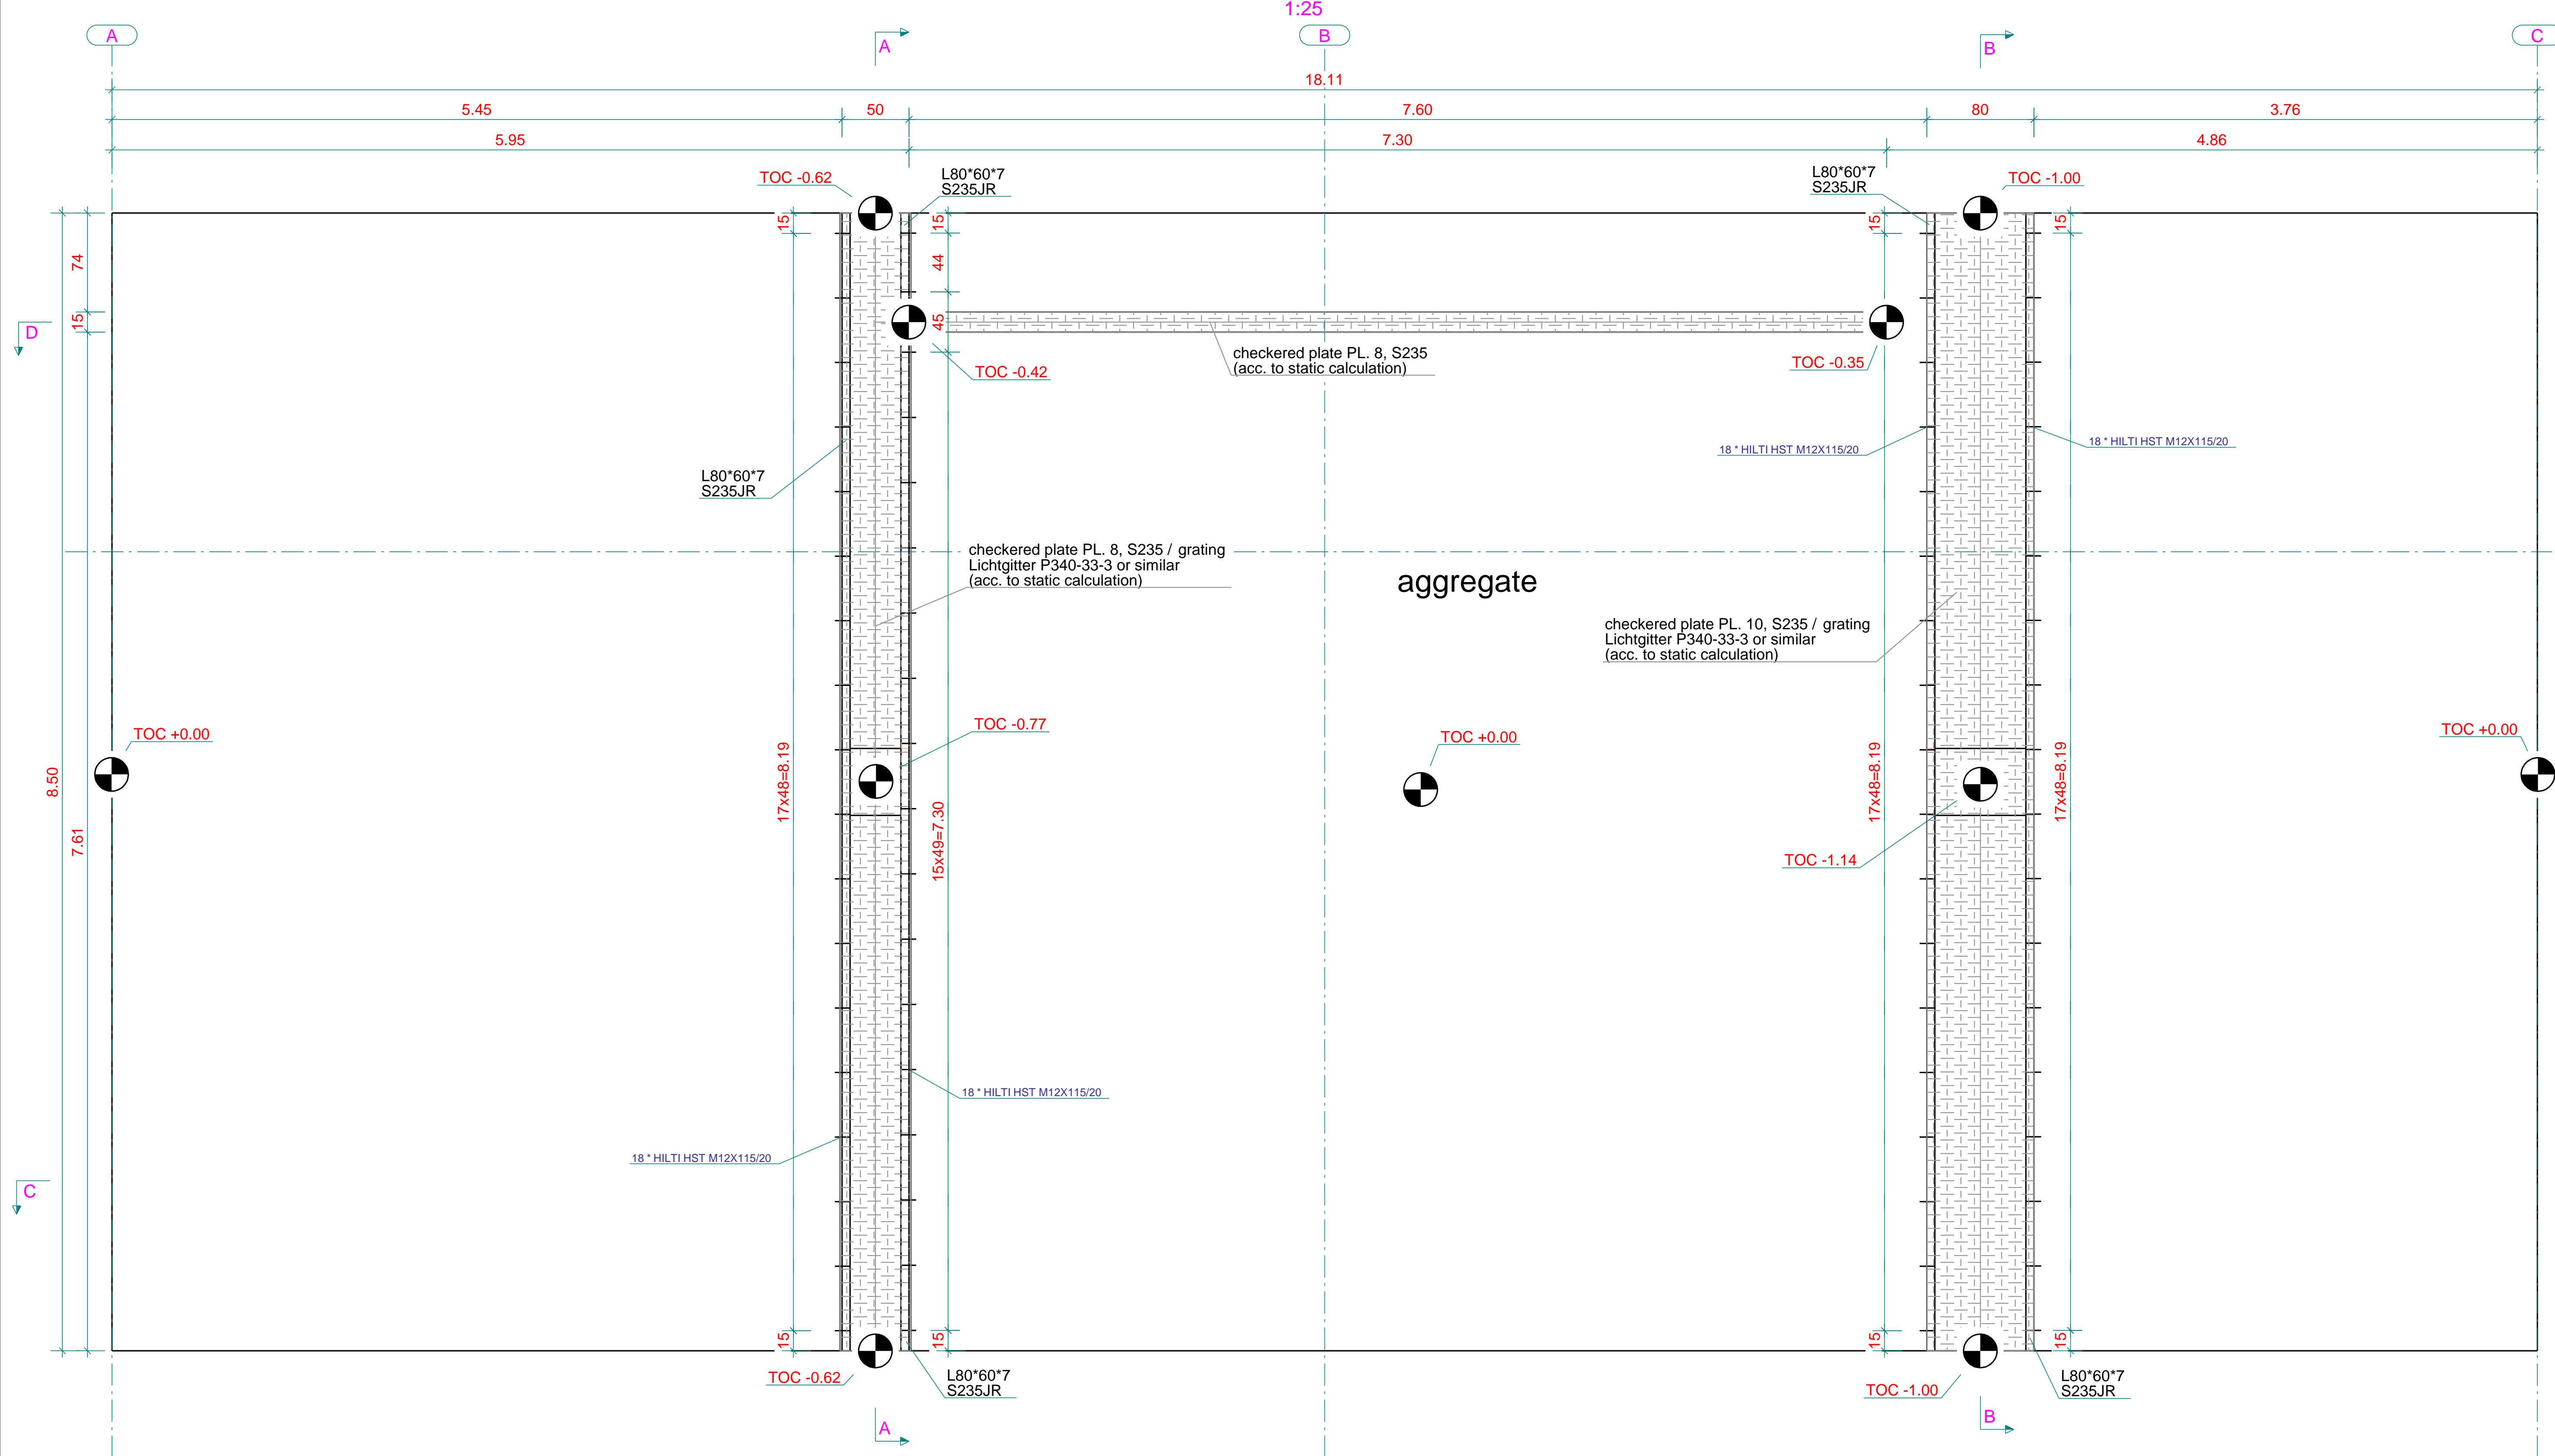 1:25
A
A
B
B
C
18.11
5.45
50
7.60
80
3.76
5.95
7.30
4.86
TOC -0.62
L80*60*7
S235JR
L80*60*7
S235JR
TOC -1.00
15
15
15
15
74
44
15
45
D
checkered plate PL. 8, S235
(acc. to static calculation)
TOC -0.42
TOC -0.35
18 * HILTI HST M12X115/20
18 * HILTI HST M12X115/20
L80*60*7
S235JR
checkered plate PL. 8, S235 / grating
Lichtgitter P340-33-3 or similar
(acc. to static calculation)
aggregate
checkered plate PL. 10, S235 / grating
Lichtgitter P340-33-3 or similar
(acc. to static calculation)
TOC +0.00
TOC -0.77
TOC +0.00
TOC +0.00
8.50
7.61
17x48=8.19
15x49=7.30
17x48=8.19
17x48=8.19
TOC -1.14
18 * HILTI HST M12X115/20
18 * HILTI HST M12X115/20
C
15
15
15
15
TOC -0.62
L80*60*7
S235JR
TOC -1.00
L80*60*7
S235JR
A
B